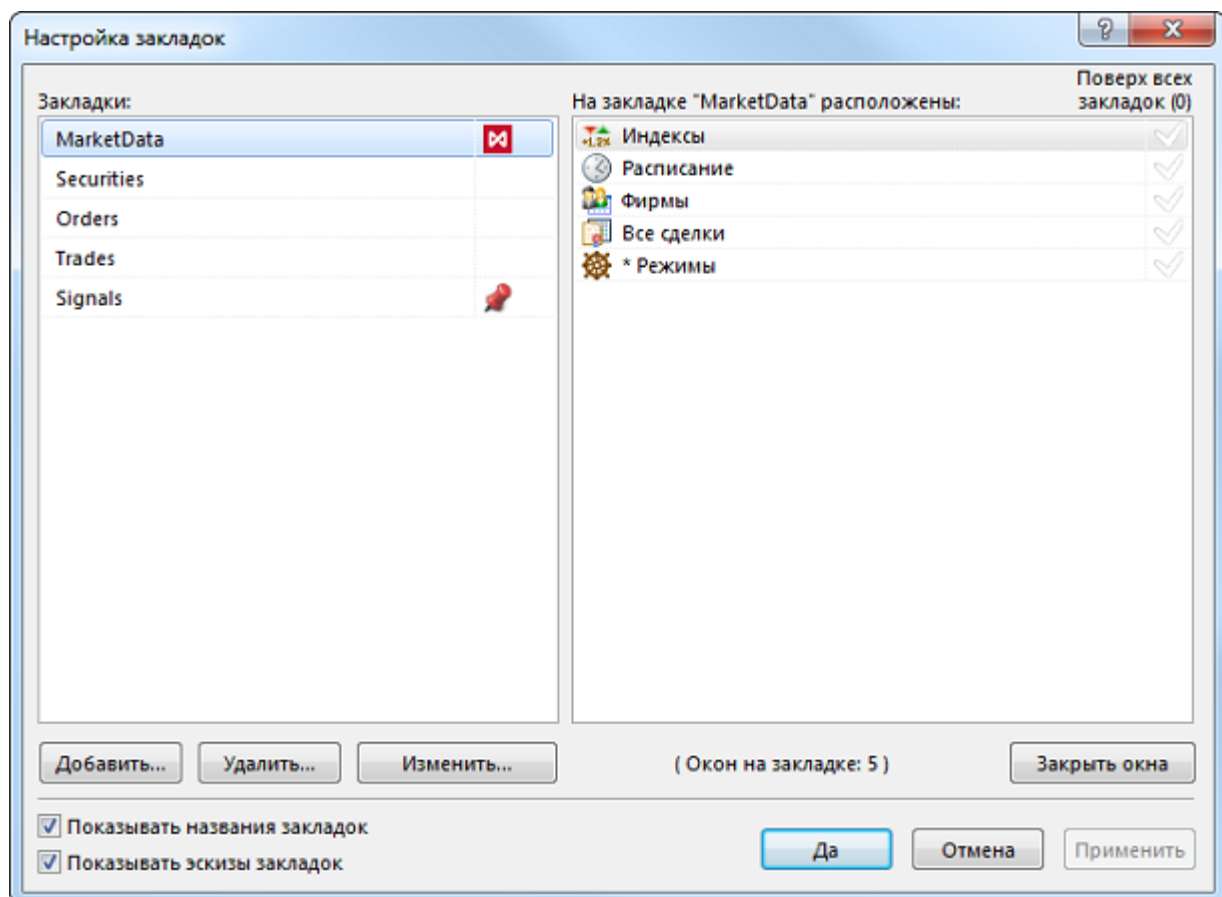 Настройка закладок
Поверх всех
Закладки:
На закладке "MarketData" расположены:
закладок (0)
MarketData
Securities
Orders
Trades
Signals
+1.2%
Индексы
Расписание
Фирмы
Все сделки
* Режимы
Добавить...
Удалить...
Изменить...
( Окон на закладке: 5 )
Закрыть окна
Показывать названия закладок
Показывать эскизы закладок
Да
Отмена
Применить